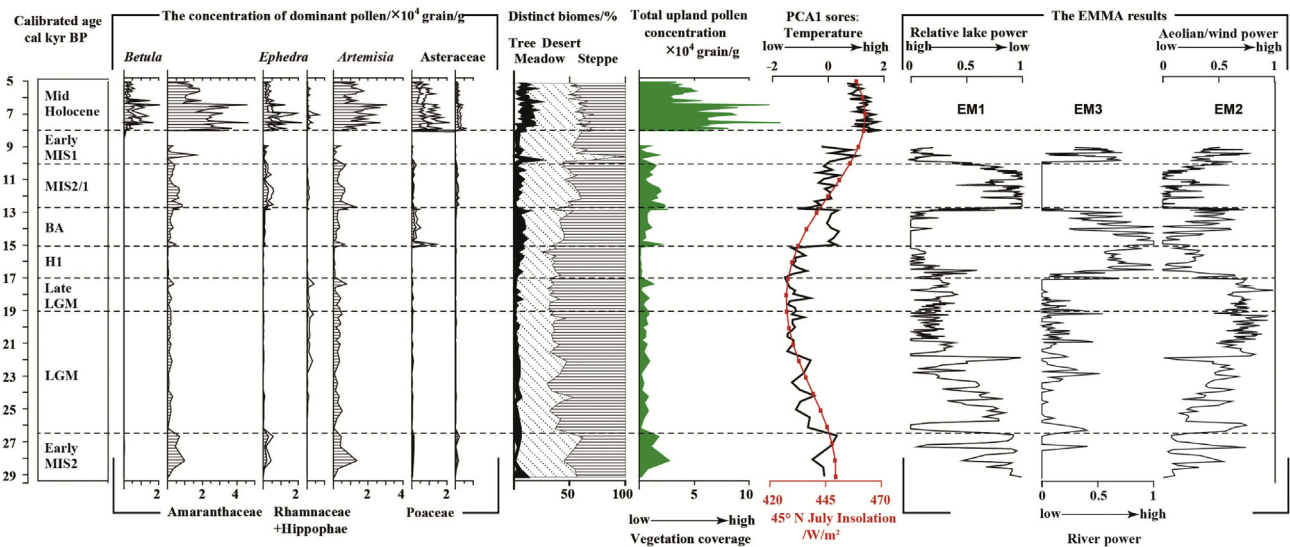 Calibrated age
cal kyr BP
The concentration of dominant pollen/×10⁴ grain/g
Betula
Ephedra
Artemisia
Asteraceae
Distinct biomes/%
Tree Desert
Meadow Steppe
Total upland pollen
concentration
×10⁴ grain/g
PCA1 sores:
Temperature
low high
-2 0 2
The EMMA results
Relative lake power
high low
0 0.5 1
Aeolian/wind power
low high
0 0.5 1
EM1
EM3
EM2
5
7
9
11
13
15
17
19
21
23
25
27
29
Mid
Holocene
Early
MIS1
MIS2/1
BA
H1
Late
LGM
LGM
Early
MIS2
2
2 4
2
2 4
2
0 50 100
0 5 10
420 445 470
0 0.5 1
Amaranthaceae
Rhamnaceae
+Hippophae
Poaceae
low high
Vegetation coverage
45° N July Insolation
/W/m²
low high
River power